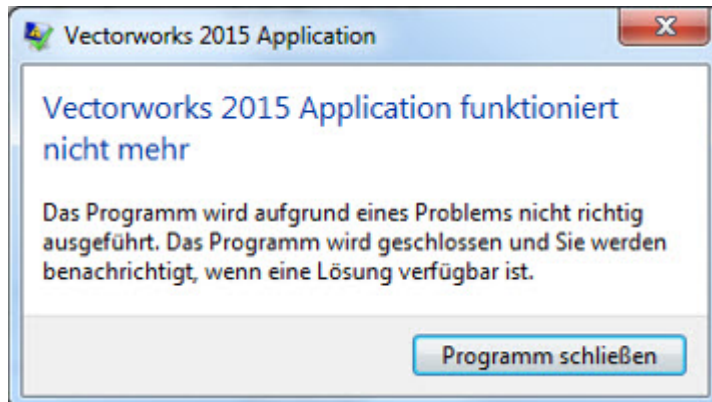 Vectorworks 2015 Application
Vectorworks 2015 Application funktioniert
nicht mehr
Das Programm wird aufgrund eines Problems nicht richtig
ausgeführt. Das Programm wird geschlossen und Sie werden
benachrichtigt, wenn eine Lösung verfügbar ist.
Programm schließen